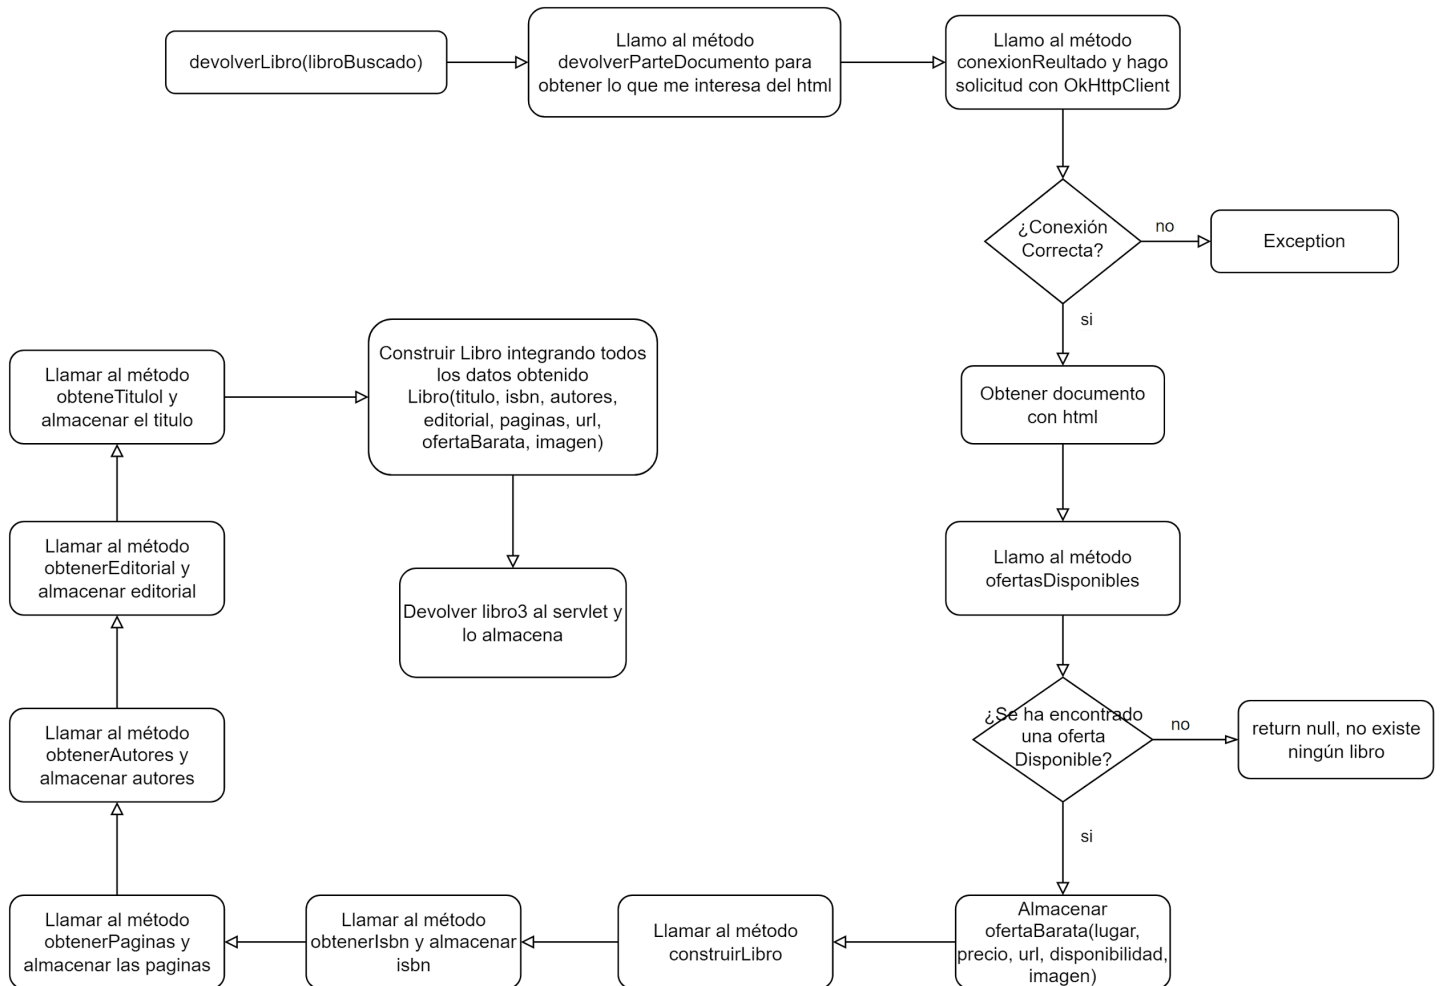 devolverLibro(libroBuscado)
Llamo al método
devolverParteDocumento para
obtener lo que me interesa del html
Llamo al método
conexionReultado y hago
solicitud con OkHttpClient
¿Conexión
Correcta?
no
Exception
si
Obtener documento
con html
Llamo al método
ofertasDisponibles
¿Se ha encontrado
una oferta
Disponible?
no
return null, no existe
ningún libro
si
Almacenar
ofertaBarata(lugar,
precio, url, disponibilidad,
imagen)
Llamar al método
construirLibro
Llamar al método
obtenerIsbn y almacenar
isbn
Llamar al método
obtenerPaginas y
almacenar las paginas
Llamar al método
obtenerAutores y
almacenar autores
Llamar al método
obtenerEditorial y
almacenar editorial
Llamar al método
obteneTitulol y
almacenar el titulo
Construir Libro integrando todos
los datos obtenido
Libro(titulo, isbn, autores,
editorial, paginas, url,
ofertaBarata, imagen)
Devolver libro3 al servlet y
lo almacena